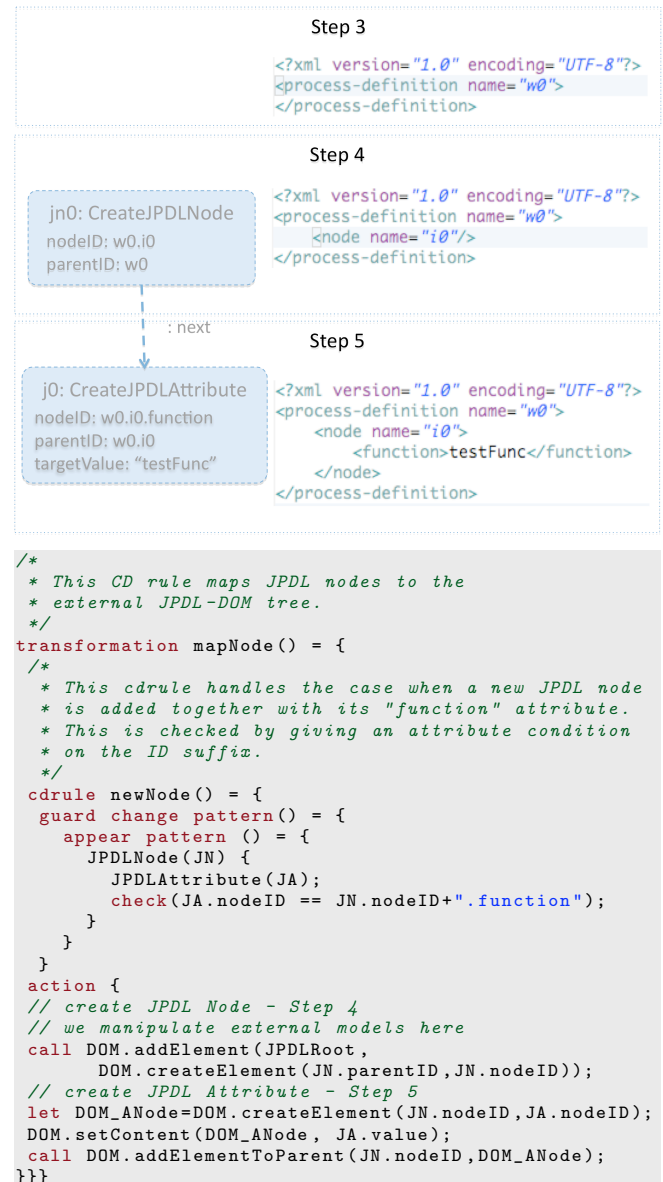 Step 3
<?xml version="1.0" encoding="UTF-8"?>
<process-definition name="w0">
</process-definition>
Step 4
jn0: CreateJPDLNode
nodeID: w0.i0
parentID: w0
<?xml version="1.0" encoding="UTF-8"?>
<process-definition name="w0">
<node name="i0"/>
</process-definition>
: next
Step 5
j0: CreateJPDLAttribute
nodeID: w0.i0.function
parentID: w0.i0
targetValue: “testFunc”
<?xml version="1.0" encoding="UTF-8"?>
<process-definition name="w0">
<node name="i0">
<function>testFunc</function>
</node>
</process-definition>
/*
* This CD rule maps JPDL nodes to the
* external JPDL-DOM tree.
*/
transformation mapNode() = {
/*
* This cdrule handles the case when a new JPDL node
* is added together with its "function" attribute.
* This is checked by giving an attribute condition
* on the ID suffix.
*/
cdrule newNode() = {
guard change pattern() = {
appear pattern () = {
JPDLNode(JN) {
JPDLAttribute(JA);
check(JA.nodeID == JN.nodeID+".function");
}
}
}
action {
// create JPDL Node - Step 4
// we manipulate external models here
call DOM.addElement(JPDLRoot,
DOM.createElement(JN.parentID,JN.nodeID));
// create JPDL Attribute - Step 5
let DOM_ANode=DOM.createElement(JN.nodeID,JA.nodeID);
DOM.setContent(DOM_ANode, JA.value);
call DOM.addElementToParent(JN.nodeID,DOM_ANode);
}}}